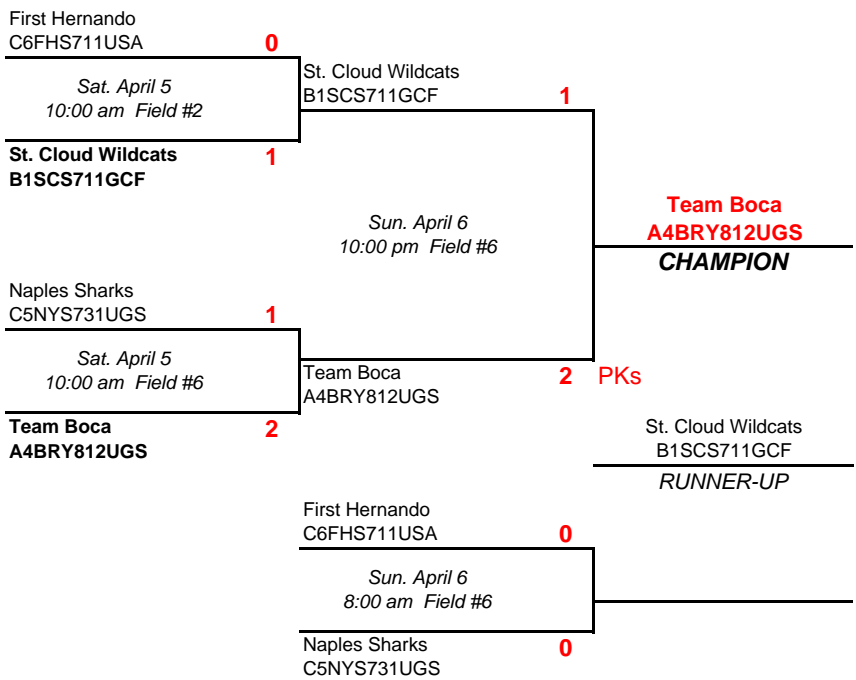 First Hernando
C6FHS711USA 0
Sat. April 5
10:00 am Field #2
St. Cloud Wildcats 1
B1SCS711GCF
St. Cloud Wildcats
B1SCS711GCF 1
Sun. April 6
10:00 pm Field #6
Team Boca
A4BRY812UGS
CHAMPION
Naples Sharks
C5NYS731UGS 1
Sat. April 5
10:00 am Field #6
Team Boca 2
A4BRY812UGS
Team Boca 2 PKs
A4BRY812UGS
St. Cloud Wildcats
B1SCS711GCF
RUNNER-UP
First Hernando
C6FHS711USA 0
Sun. April 6
8:00 am Field #6
Naples Sharks 0
C5NYS731UGS